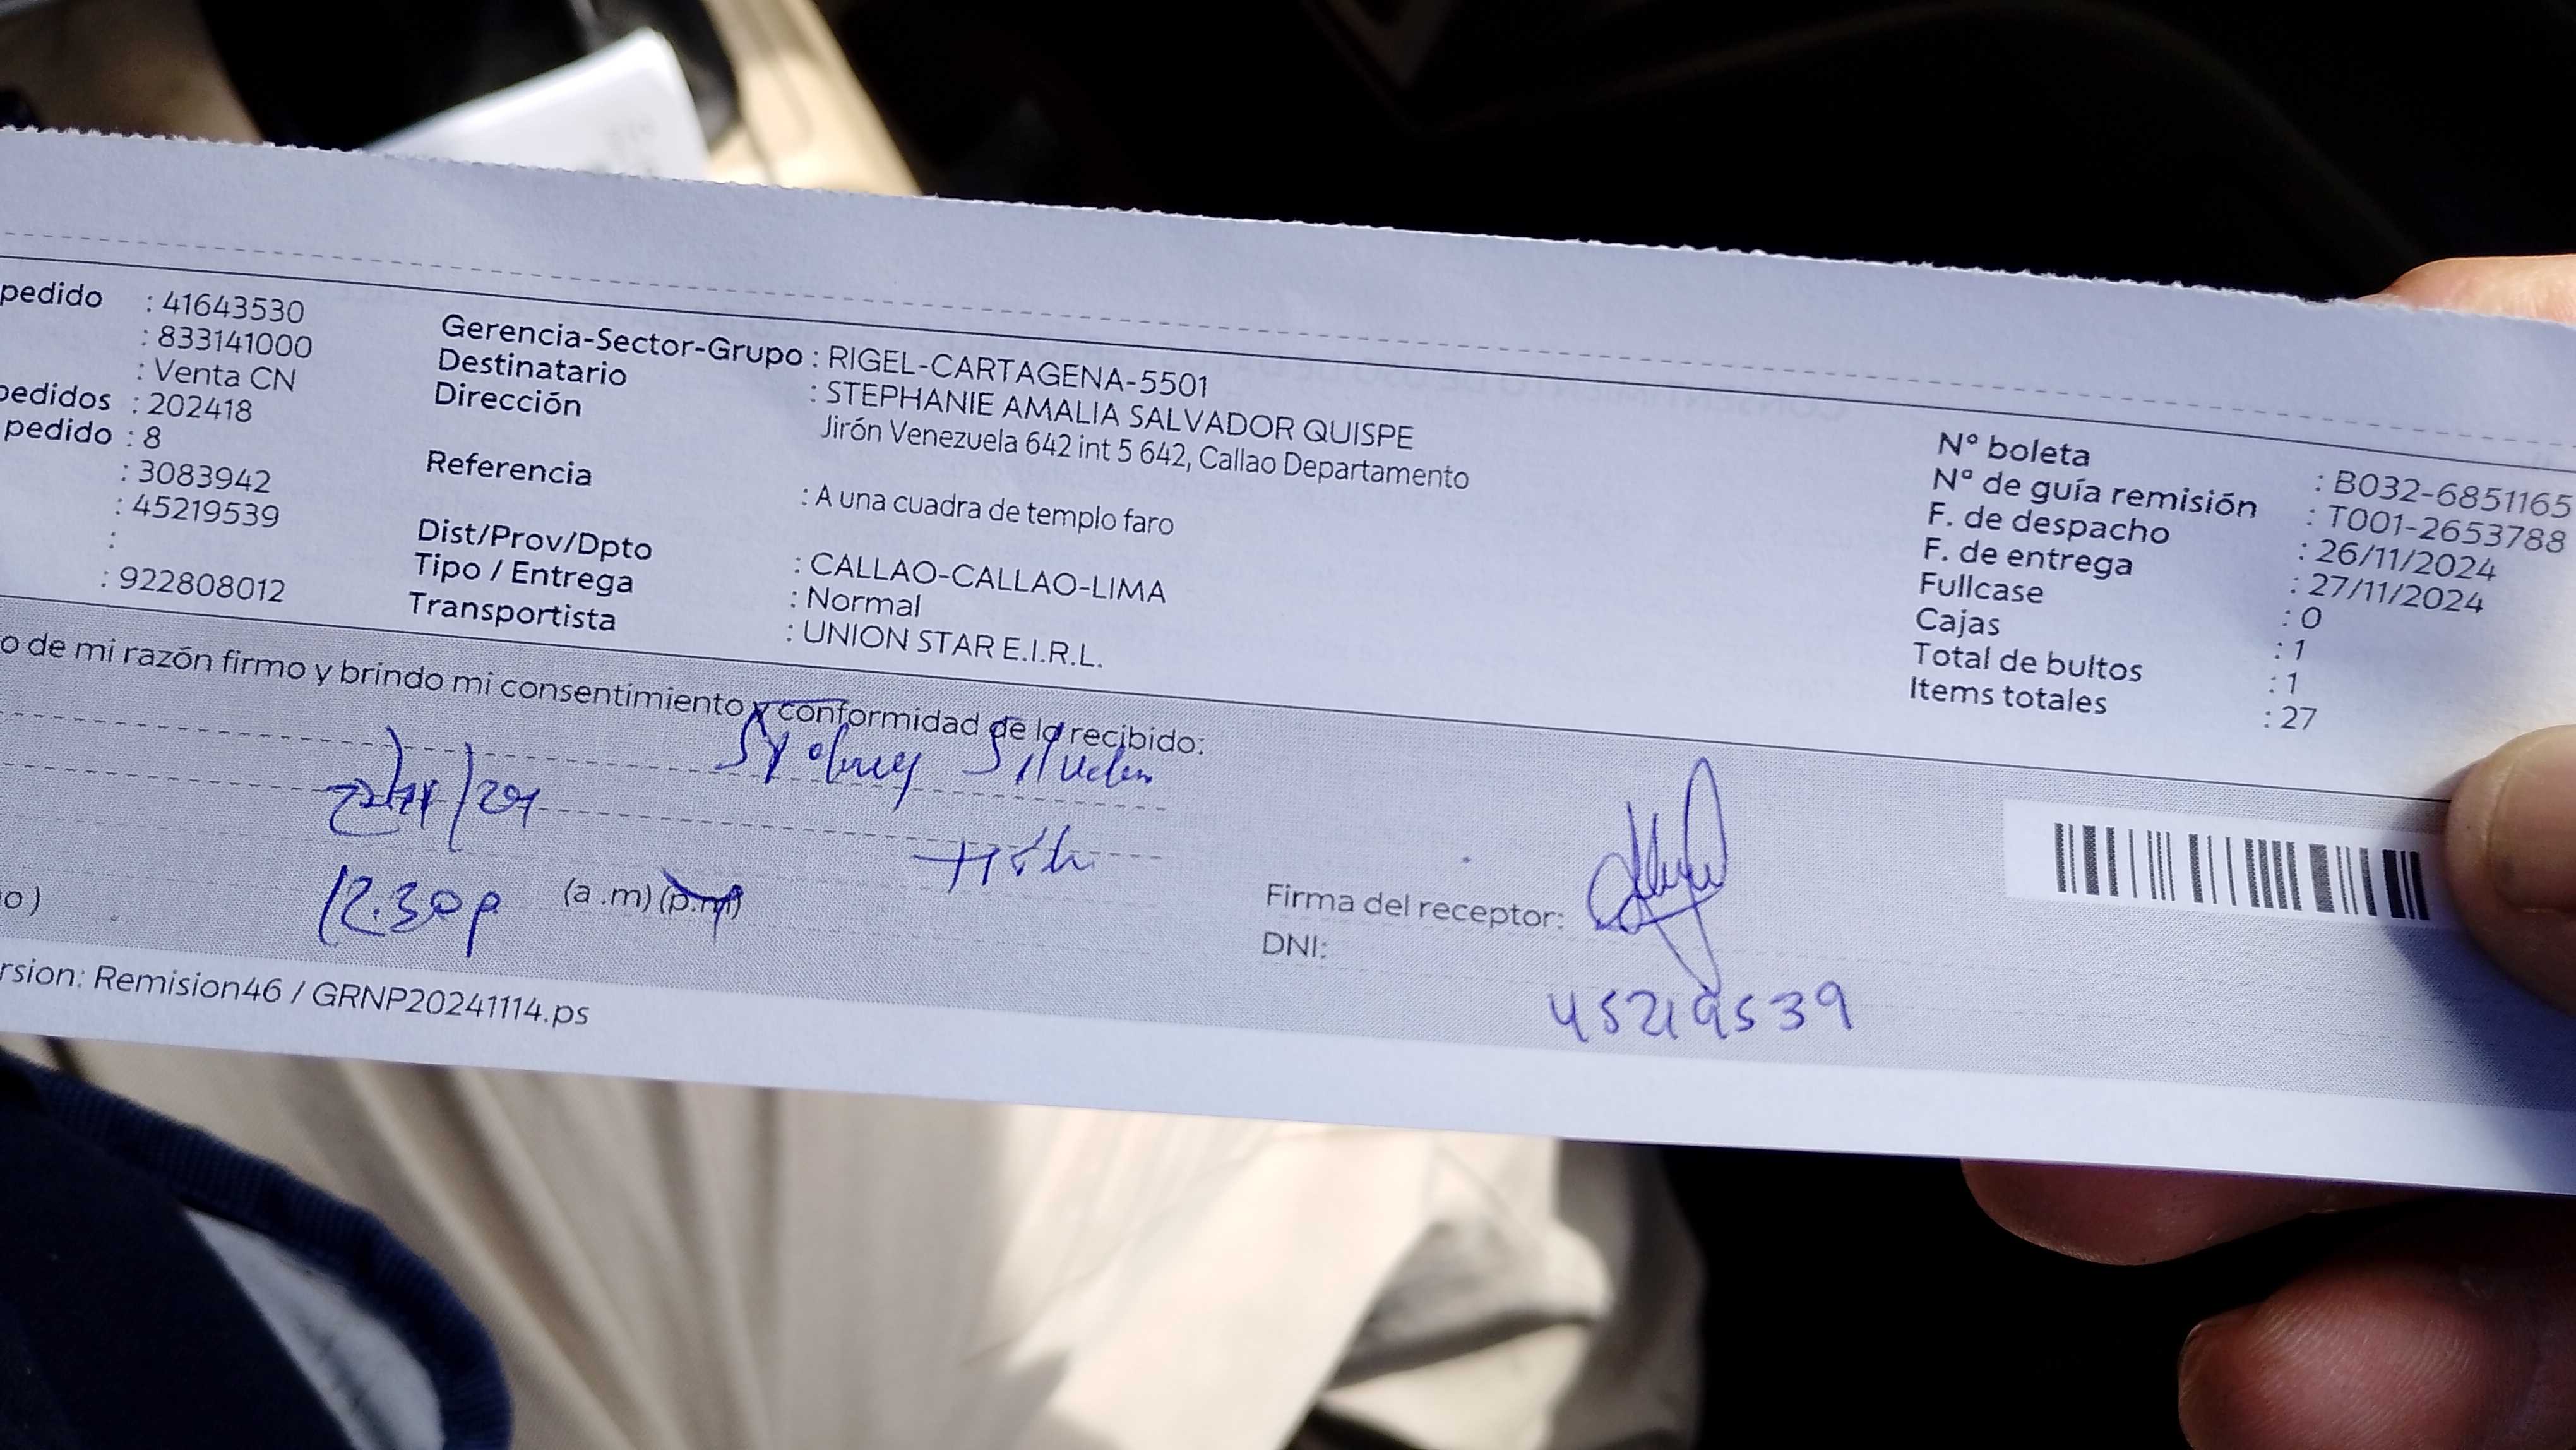 pedido : 41643530
: 833141000
: Venta CN
pedidos : 202418
pedido : 8
: 3083942
: 45219539
:
: 922808012
Gerencia-Sector-Grupo : RIGEL-CARTAGENA-5501
Destinatario : STEPHANIE AMALIA SALVADOR QUISPE
Dirección Jirón Venezuela 642 int 5 642, Callao Departamento
Referencia : A una cuadra de templo faro
Dist/Prov/Dpto : CALLAO-CALLAO-LIMA
Tipo / Entrega : Normal
Transportista : UNION STAR E.I.R.L.
Nº boleta : B032-6851165
Nº de guía remisión : T001-2653788
F. de despacho : 26/11/2024
F. de entrega : 27/11/2024
Fullcase : 0
Cajas : 1
Total de bultos : 1
Items totales : 27
o de mi razón firmo y brindo mi consentimiento y conformidad de lo recibido:
12.30p (a .m) (p.m)
o )
Firma del receptor:
DNI: 45219539
rsion: Remision46 / GRNP20241114.ps